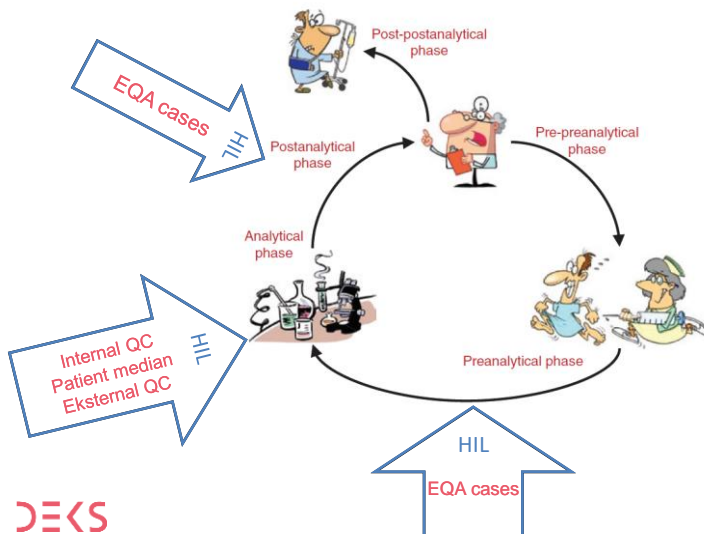 Post-postanalytical
phase
EQA cases
HIL
Postanalytical
phase
Pre-preanalytical
phase
Analytical
phase
Internal QC
Patient median
Eksternal QC
HIL
Preanalytical phase
HIL
EQA cases
DEKS